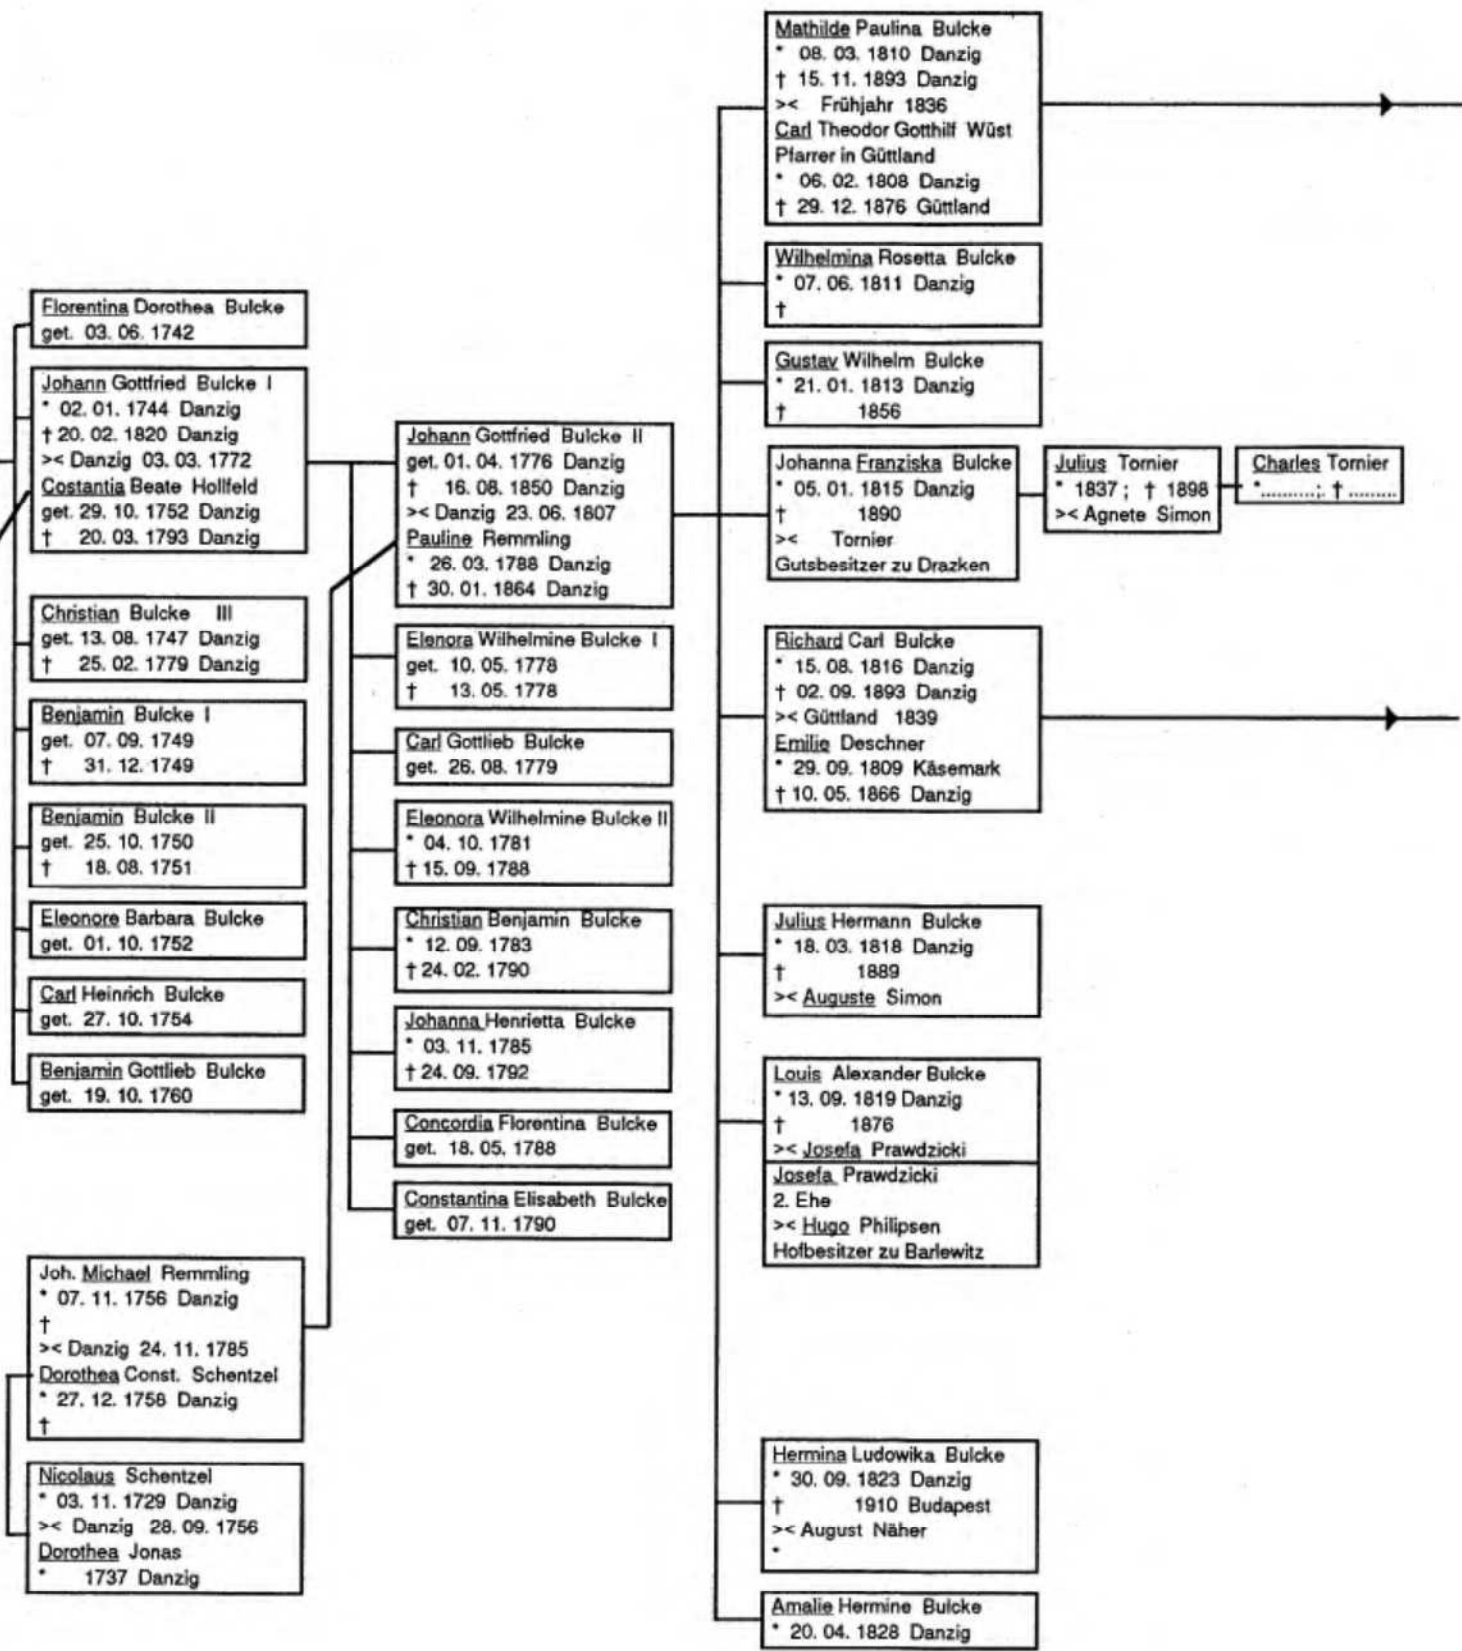 Florentina Dorothea Bulcke
get. 03. 06. 1742
Johann Gottfried Bulcke I
* 02. 01. 1744 Danzig
† 20. 02. 1820 Danzig
>< Danzig 03. 03. 1772
Costantia Beate Hollfeld
get. 29. 10. 1752 Danzig
† 20. 03. 1793 Danzig
Christian Bulcke III
get. 13. 08. 1747 Danzig
† 25. 02. 1779 Danzig
Benjamin Bulcke I
get. 07. 09. 1749
† 31. 12. 1749
Benjamin Bulcke II
get. 25. 10. 1750
† 18. 08. 1751
Eleonore Barbara Bulcke
get. 01. 10. 1752
Carl Heinrich Bulcke
get. 27. 10. 1754
Benjamin Gottlieb Bulcke
get. 19. 10. 1760
Joh. Michael Remmling
* 07. 11. 1756 Danzig
†
>< Danzig 24. 11. 1785
Dorothea Const. Schentzel
* 27. 12. 1758 Danzig
†
Nicolaus Schentzel
* 03. 11. 1729 Danzig
>< Danzig 28. 09. 1756
Dorothea Jonas
* 1737 Danzig
Johann Gottfried Bulcke II
get. 01. 04. 1776 Danzig
† 16. 08. 1850 Danzig
>< Danzig 23. 06. 1807
Pauline Remmling
* 26. 03. 1788 Danzig
† 30. 01. 1864 Danzig
Elenora Wilhelmine Bulcke I
get. 10. 05. 1778
† 13. 05. 1778
Carl Gottlieb Bulcke
get. 26. 08. 1779
Eleonora Wilhelmine Bulcke II
* 04. 10. 1781
† 15. 09. 1788
Christian Benjamin Bulcke
* 12. 09. 1783
† 24. 02. 1790
Johanna Henrietta Bulcke
* 03. 11. 1785
† 24. 09. 1792
Concordia Florentina Bulcke
get. 18. 05. 1788
Constantina Elisabeth Bulcke
get. 07. 11. 1790
Mathilde Paulina Bulcke
* 08. 03. 1810 Danzig
† 15. 11. 1893 Danzig
>< Frühjahr 1836
Carl Theodor Gotthilf Wüst
Pfarrer in Güttland
* 06. 02. 1808 Danzig
† 29. 12. 1876 Güttland
Wilhelmina Rosetta Bulcke
* 07. 06. 1811 Danzig
†
Gustav Wilhelm Bulcke
* 21. 01. 1813 Danzig
† 1856
Johanna Franziska Bulcke
* 05. 01. 1815 Danzig
† 1890
>< Tornier
Gutsbesitzer zu Drazken
Julius Tornier
* 1837 ; † 1898
>< Agnete Simon
Charles Tornier
*..........; † .........
Richard Carl Bulcke
* 15. 08. 1816 Danzig
† 02. 09. 1893 Danzig
>< Güttland 1839
Emilie Deschner
* 29. 09. 1809 Käsemark
† 10. 05. 1866 Danzig
Julius Hermann Bulcke
* 18. 03. 1818 Danzig
† 1889
>< Auguste Simon
Louis Alexander Bulcke
* 13. 09. 1819 Danzig
† 1876
>< Josefa Prawdzicki
Josefa Prawdzicki
2. Ehe
>< Hugo Philipsen
Hofbesitzer zu Barlewitz
Hermina Ludowika Bulcke
* 30. 09. 1823 Danzig
† 1910 Budapest
>< August Näher
*
Amalie Hermine Bulcke
* 20. 04. 1828 Danzig